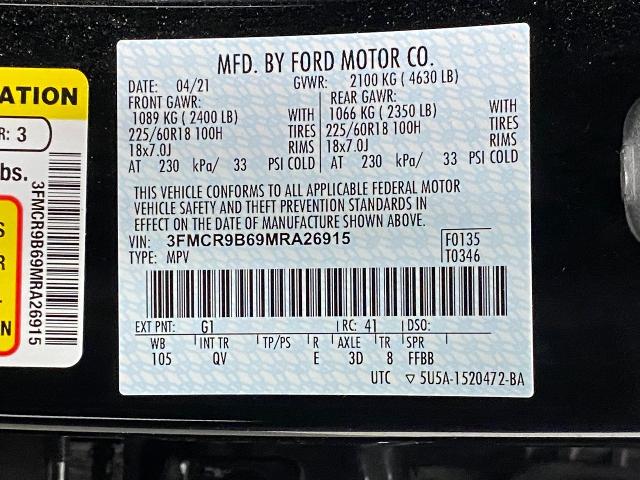 MFD. BY FORD MOTOR CO.
DATE: 04/21 GVWR: 2100 KG ( 4630 LB)
FRONT GAWR: REAR GAWR:
1089 KG ( 2400 LB) WITH 1066 KG ( 2350 LB) WITH
225/60R18 100H TIRES 225/60R18 100H TIRES
18x7.0J RIMS 18x7.0J RIMS
AT 230 kPa/ 33 PSI COLD AT 230 kPa/ 33 PSI COLD
THIS VEHICLE CONFORMS TO ALL APPLICABLE FEDERAL MOTOR
VEHICLE SAFETY AND THEFT PREVENTION STANDARDS IN
EFFECT ON THE DATE OF MANUFACTURE SHOWN ABOVE.
VIN: 3FMCR9B69MRA26915 F0135
TYPE: MPV T0346
EXT PNT: G1 RC: 41 DSO:
WB INT TR TP/PS R AXLE TR SPR
105 QV E 3D 8 FFBB
UTC ▽ 5U5A-1520472-BA
ATION
R: 3
bs.
3FMCR9B69MRA26915